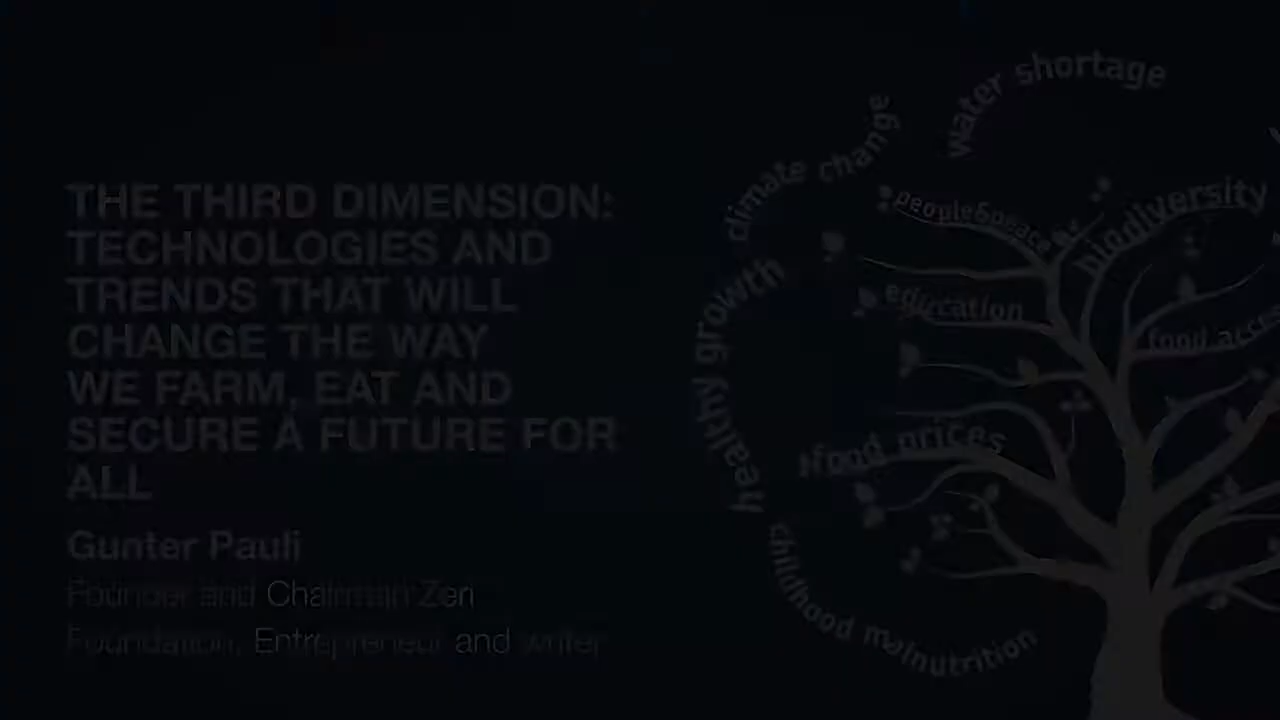 THE THIRD DIMENSION:
TECHNOLOGIES AND
TRENDS THAT WILL
CHANGE THE WAY
WE FARM, EAT AND
SECURE A FUTURE FOR
ALL
Gunter Pauli
Founder and Chairman Zeri
Foundation, Entrepreneur and writer
water shortage
climate change
people&peace
biodiversity
education
healthy growth
food acces
food prices
childhood malnutrition